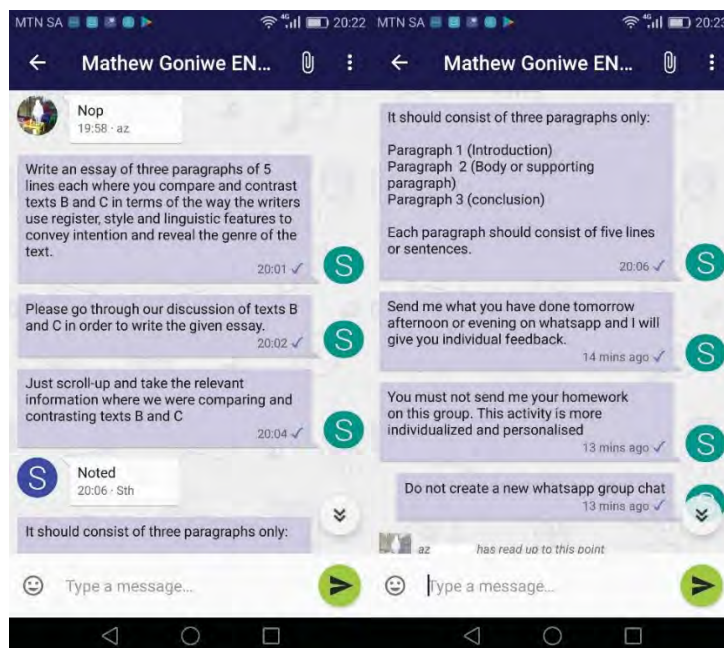 MTN SA 4G 20:22
Mathew Goniwe EN...
Nop
19:58 · az
Write an essay of three paragraphs of 5
lines each where you compare and contrast
texts B and C in terms of the way the writers
use register, style and linguistic features to
convey intention and reveal the genre of the
text.
20:01
S
Please go through our discussion of texts B
and C in order to write the given essay.
20:02
S
Just scroll-up and take the relevant
information where we were comparing and
contrasting texts B and C
20:04
S
S
Noted
20:06 · Sth
It should consist of three paragraphs only:
Type a message...
MTN SA 4G 20:23
Mathew Goniwe EN...
It should consist of three paragraphs only:
Paragraph 1 (Introduction)
Paragraph 2 (Body or supporting
paragraph)
Paragraph 3 (conclusion)
Each paragraph should consist of five lines
or sentences.
20:06
S
Send me what you have done tomorrow
afternoon or evening on whatsapp and I will
give you individual feedback.
14 mins ago
S
You must not send me your homework
on this group. This activity is more
individualized and personalised
13 mins ago
S
Do not create a new whatsapp group chat
13 mins ago
az has read up to this point
Type a message...